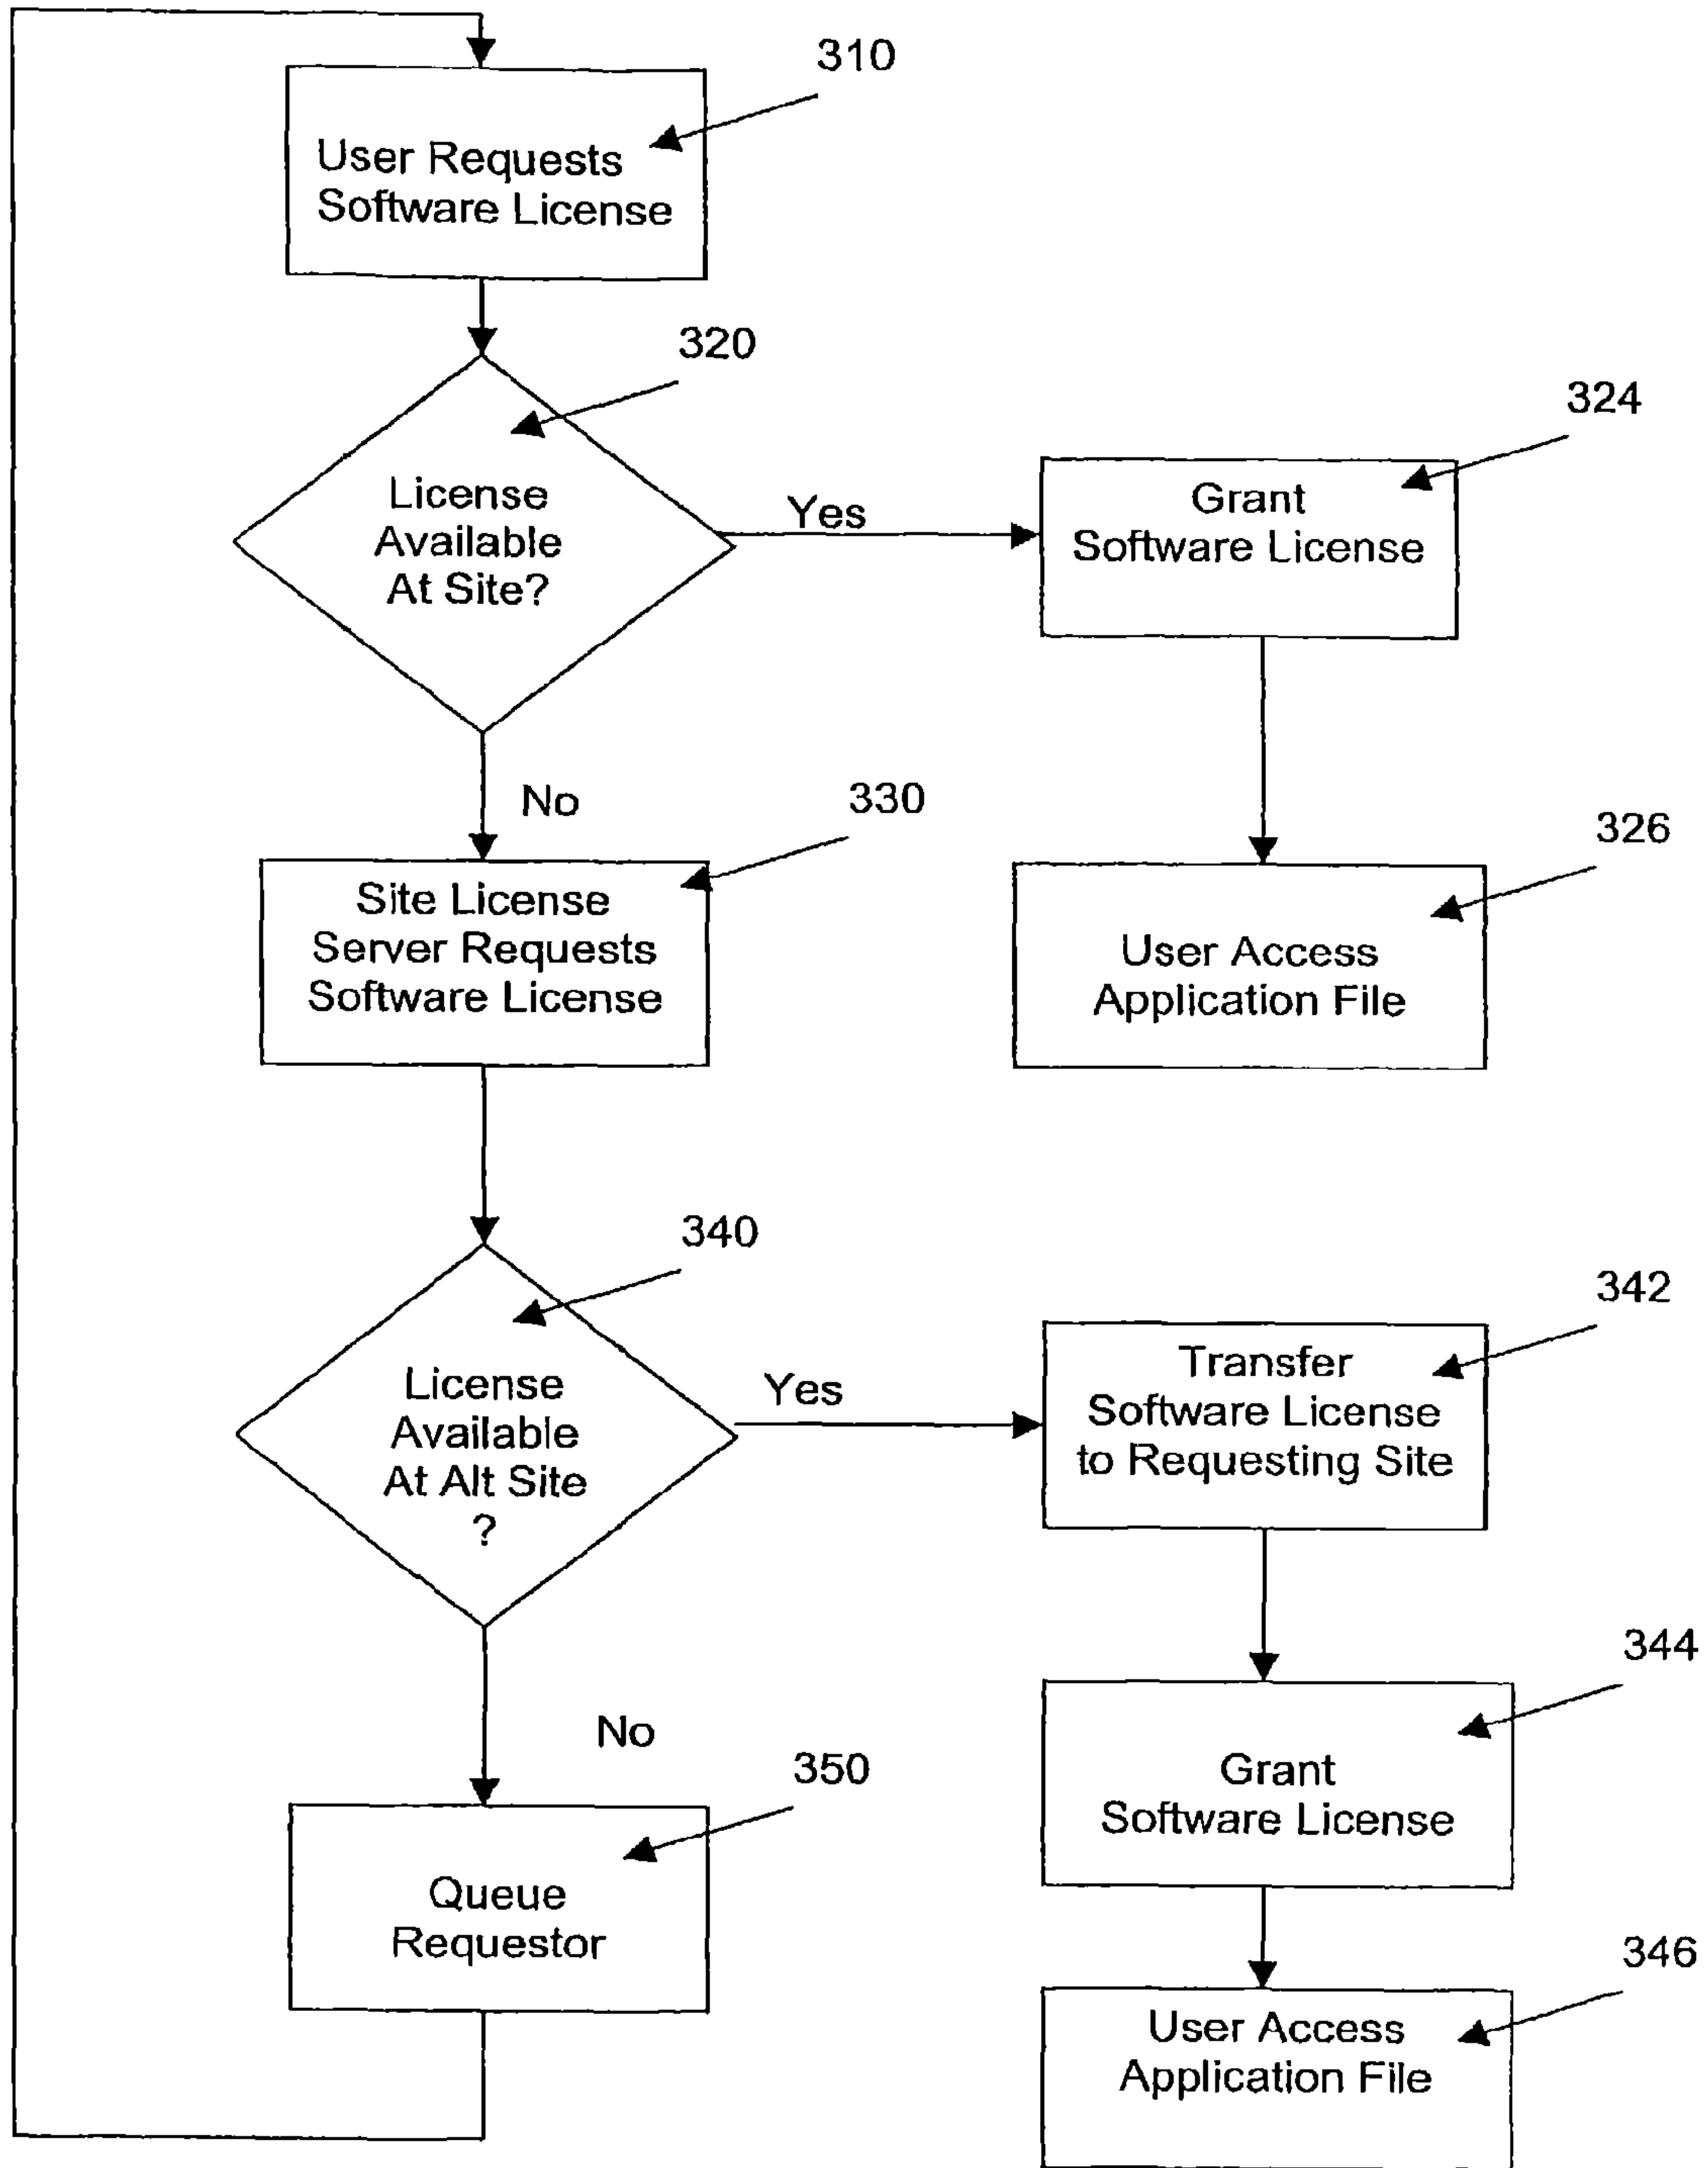 310
User Requests
Software License
320
License
Available
At Site?
Yes
324
Grant
Software License
No
330
Site License
Server Requests
Software License
326
User Access
Application File
340
License
Available
At Alt Site
?
Yes
342
Transfer
Software License
to Requesting Site
No
344
Grant
Software License
350
Queue
Requestor
346
User Access
Application File